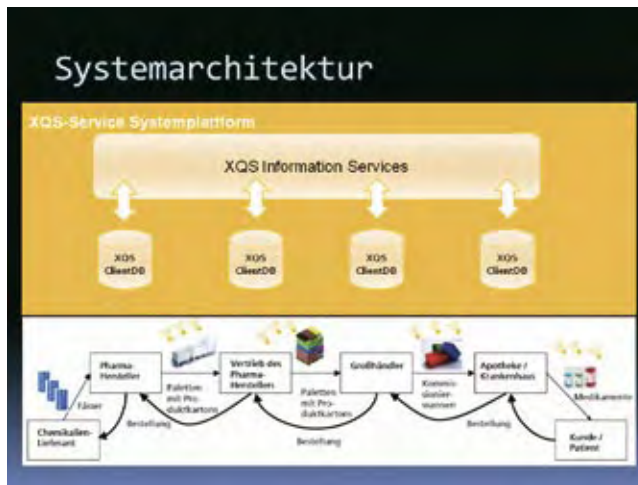 Systemarchitektur
XQS-Service Systemplattform
XQS Information Services
XQS
ClientDB
XQS
ClientDB
XQS
ClientDB
XQS
ClientDB
Pharma-
Hersteller
Vertrieb des
Pharma-
Herstellers
Großhändler
Apotheke /
Krankenhaus
Fässer
Paletten
mit Pro-
duktkartons
Paletten
mit Pro-
duktkartons
Kommis-
sionier-
wannen
Medikamente
Chemikalien-
Lieferant
Bestellung
Bestellung
Bestellung
Kunde /
Patient